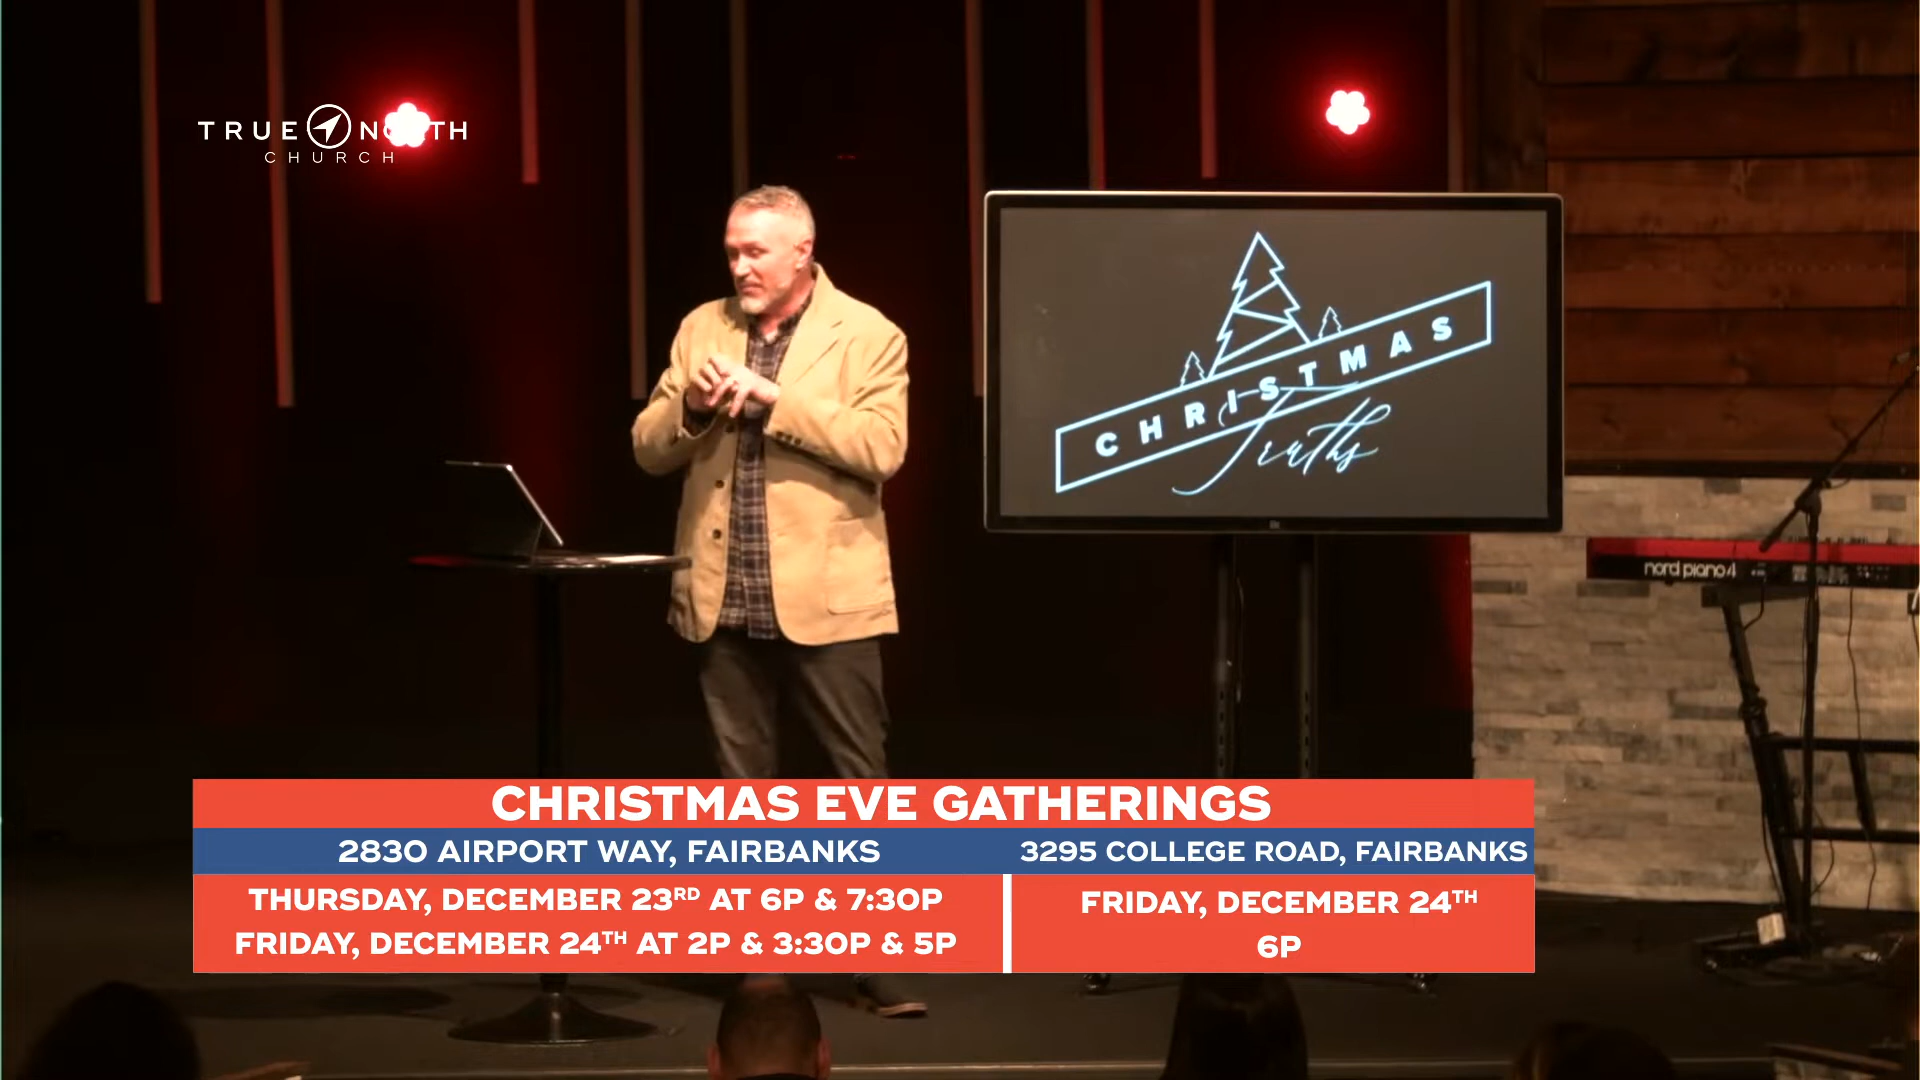 TRUE NORTH
CHURCH
CHRISTMAS
Truths
nord piano 4
CHRISTMAS EVE GATHERINGS
2830 AIRPORT WAY, FAIRBANKS
3295 COLLEGE ROAD, FAIRBANKS
THURSDAY, DECEMBER 23RD AT 6P & 7:30P
FRIDAY, DECEMBER 24TH AT 2P & 3:30P & 5P
FRIDAY, DECEMBER 24TH
6P